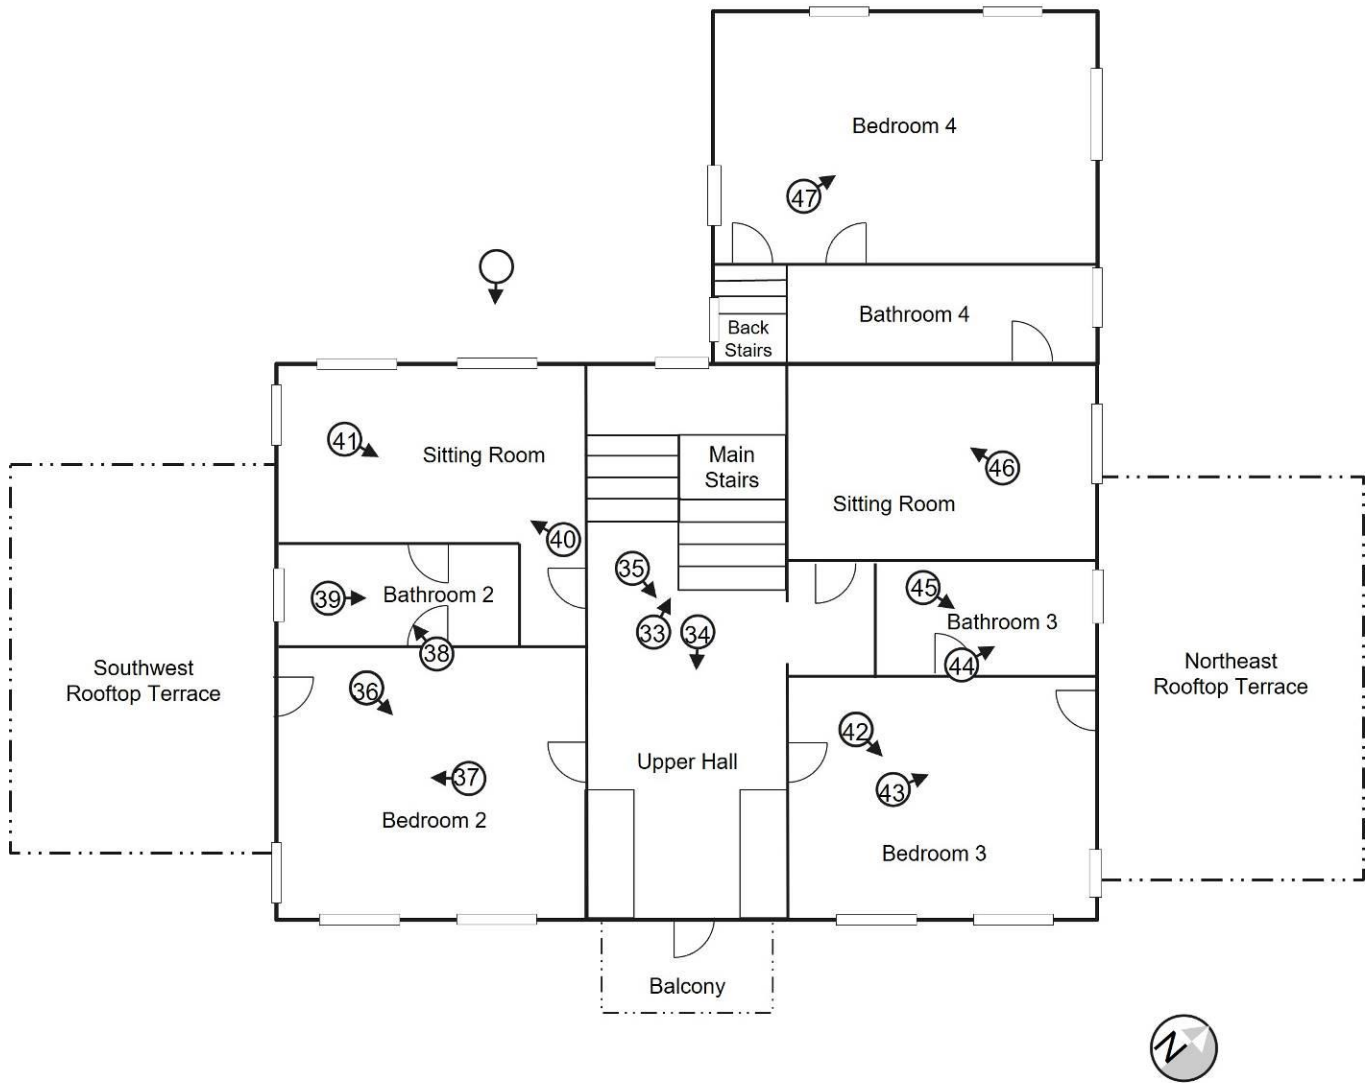 Bedroom 4
47
Bathroom 4
Back
Stairs
41
Sitting Room
Main
Stairs
46
Sitting Room
40
35
39
Bathroom 2
45
Bathroom 3
33
34
38
44
Southwest
Rooftop Terrace
Northeast
Rooftop Terrace
36
42
Upper Hall
37
43
Bedroom 2
Bedroom 3
Balcony
N